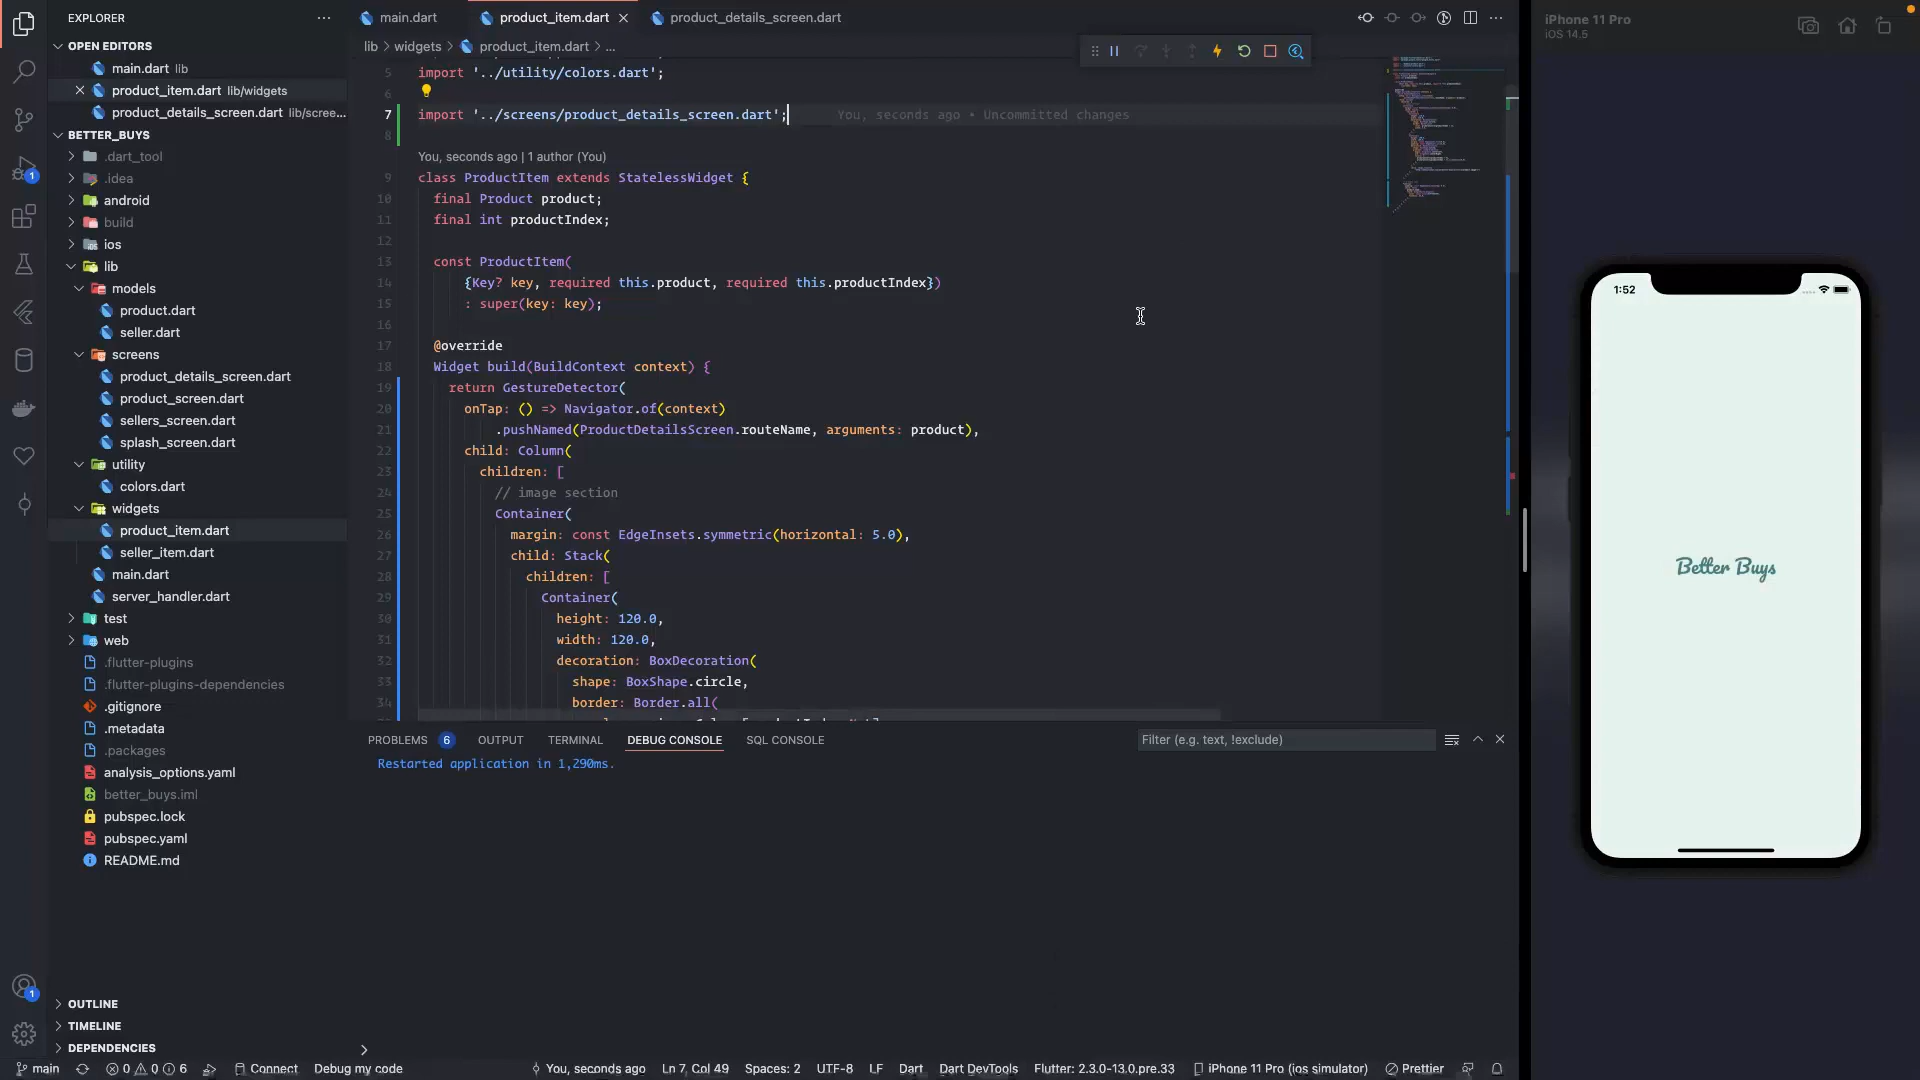 EXPLORER
OPEN EDITORS
main.dart lib
product_item.dart lib/widgets
product_details_screen.dart lib/scree...
BETTER_BUYS
.dart_tool
.idea
android
build
ios
lib
models
product.dart
seller.dart
screens
product_details_screen.dart
product_screen.dart
sellers_screen.dart
splash_screen.dart
utility
colors.dart
widgets
product_item.dart
seller_item.dart
main.dart
server_handler.dart
test
web
.flutter-plugins
.flutter-plugins-dependencies
.gitignore
.metadata
.packages
analysis_options.yaml
better_buys.iml
pubspec.lock
pubspec.yaml
README.md
OUTLINE
TIMELINE
DEPENDENCIES
1
1
main.dart
product_item.dart
product_details_screen.dart
lib > widgets > product_item.dart > ...
5 import '../utility/colors.dart';
6
7 import '../screens/product_details_screen.dart'; You, seconds ago • Uncommitted changes
8
You, seconds ago | 1 author (You)
9 class ProductItem extends StatelessWidget {
10 final Product product;
11 final int productIndex;
12
13 const ProductItem(
14 {Key? key, required this.product, required this.productIndex})
15 : super(key: key);
16
17 @override
18 Widget build(BuildContext context) {
19 return GestureDetector(
20 onTap: () => Navigator.of(context)
21 .pushNamed(ProductDetailsScreen.routeName, arguments: product),
22 child: Column(
23 children: [
24 // image section
25 Container(
26 margin: const EdgeInsets.symmetric(horizontal: 5.0),
27 child: Stack(
28 children: [
29 Container(
30 height: 120.0,
31 width: 120.0,
32 decoration: BoxDecoration(
33 shape: BoxShape.circle,
34 border: Border.all(
PROBLEMS 6 OUTPUT TERMINAL DEBUG CONSOLE SQL CONSOLE
Filter (e.g. text, !exclude)
Restarted application in 1,290ms.
main 0 0 6 Connect Debug my code You, seconds ago Ln 7, Col 49 Spaces: 2 UTF-8 LF Dart Dart DevTools Flutter: 2.3.0-13.0.pre.33 iPhone 11 Pro (ios simulator) Prettier
iPhone 11 Pro
iOS 14.5
1:52
Better Buys